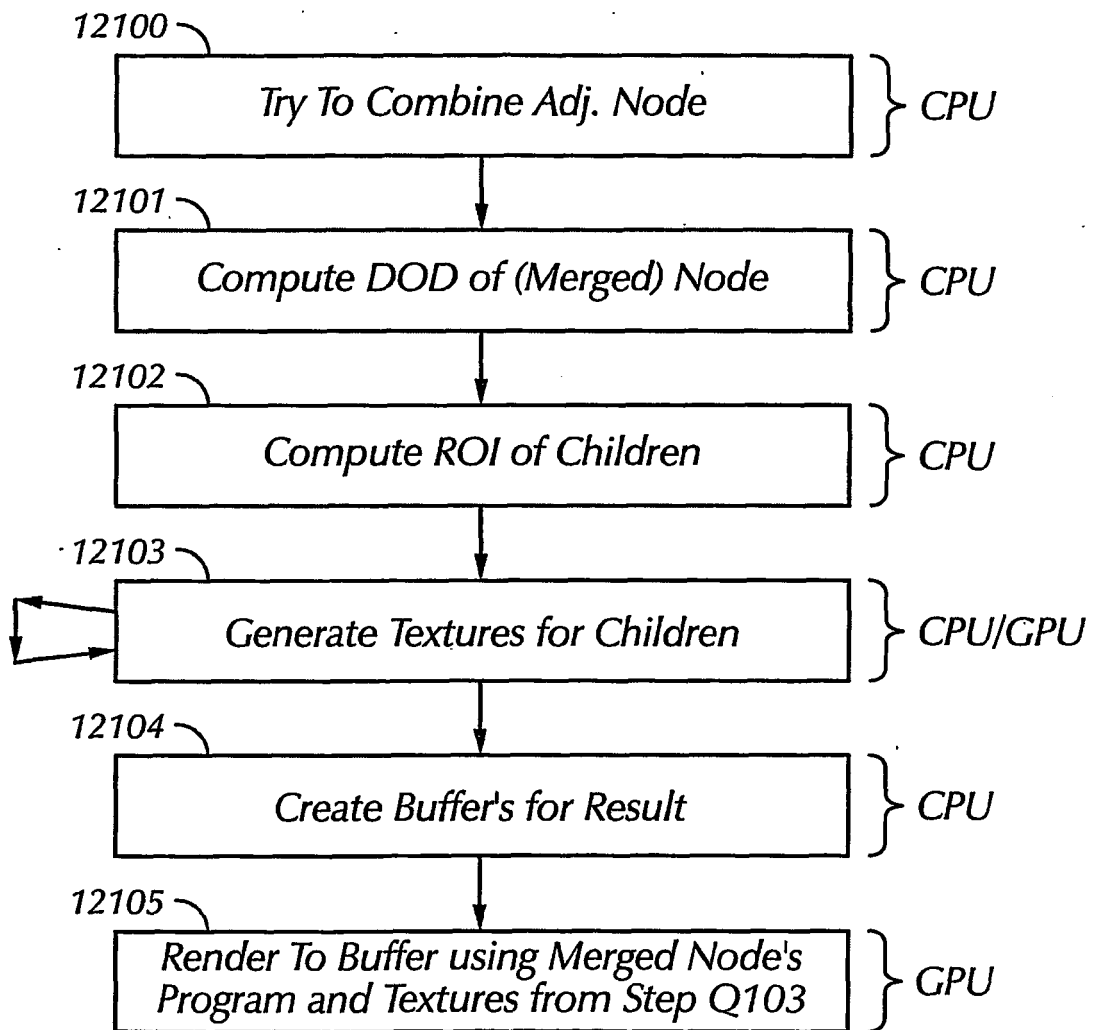 12100
Try To Combine Adj. Node
CPU
12101
Compute DOD of (Merged) Node
CPU
12102
Compute ROI of Children
CPU
12103
Generate Textures for Children
CPU/GPU
12104
Create Buffer's for Result
CPU
12105
Render To Buffer using Merged Node's
Program and Textures from Step Q103
GPU